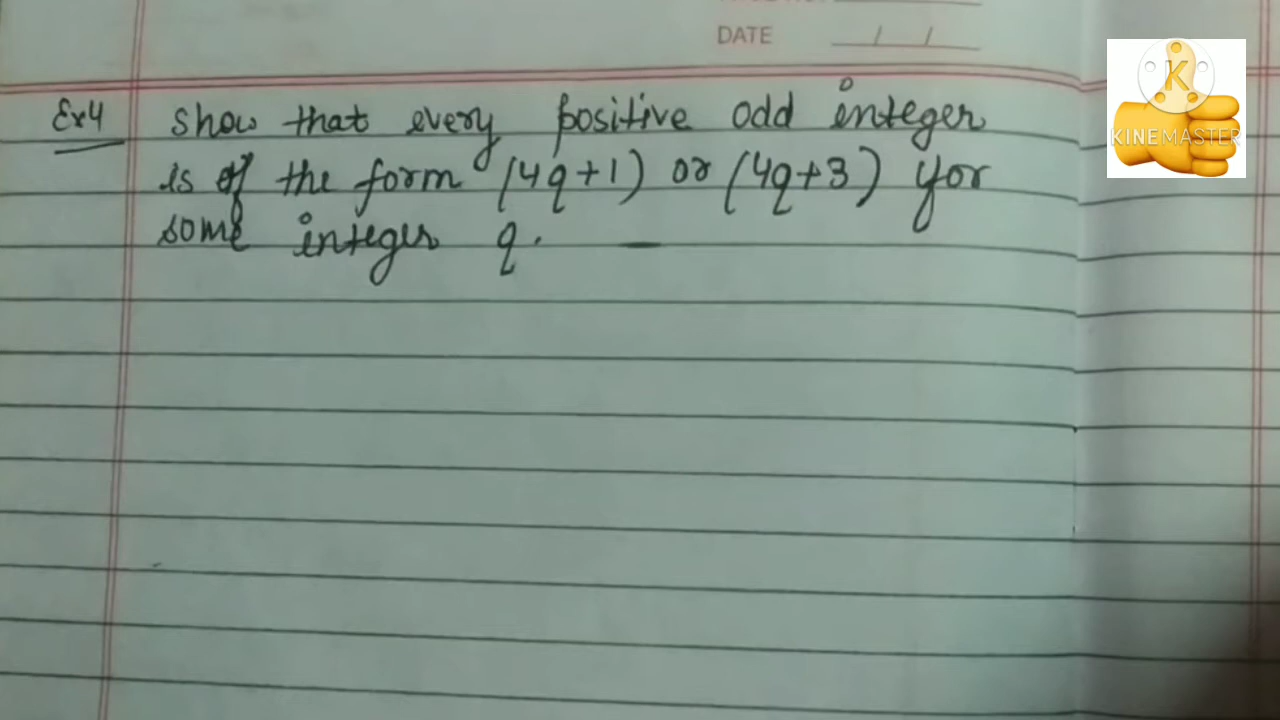 DATE / /
K
KINEMASTER
Ex4 show that every positive odd integer
is of the form (4q+1) or (4q+3) for
some integer q.